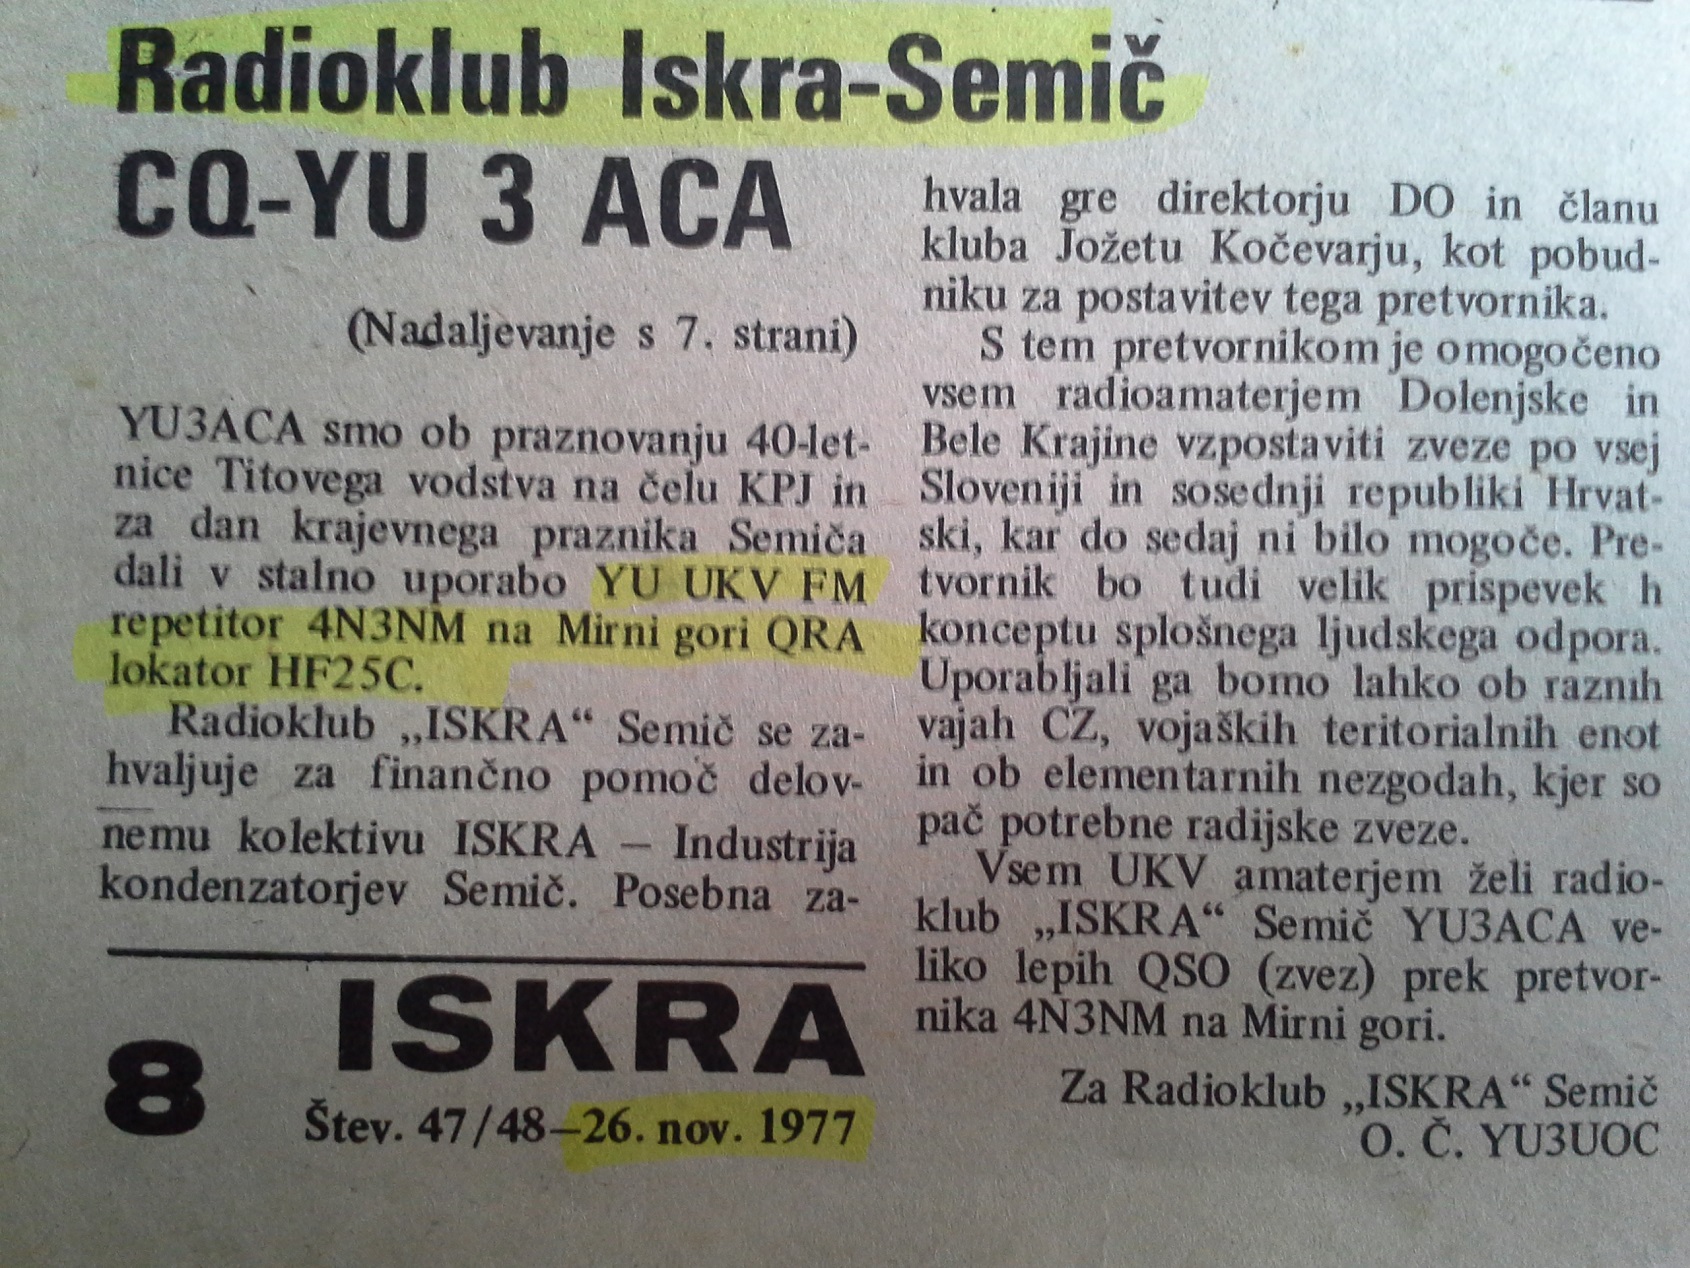 Radioklub Iskra-Semič
CQ-YU 3 ACA
(Nadaljevanje s 7. strani)
YU3ACA smo ob praznovanju 40-let-
nice Titovega vodstva na čelu KPJ in
za dan krajevnega praznika Semiča
dali v stalno uporabo YU UKV FM
repetitor 4N3NM na Mirni gori QRA
lokator HF25C.
Radioklub „ISKRA“ Semič se za-
hvaljuje za finančno pomoč delov-
nemu kolektivu ISKRA – Industrija
kondenzatorjev Semič. Posebna za-
hvala gre direktorju DO in članu
kluba Jožetu Kočevarju, kot pobud-
niku za postavitev tega pretvornika.
S tem pretvornikom je omogočeno
vsem radioamaterjem Dolenjske in
Bele Krajine vzpostaviti zveze po vsej
Sloveniji in sosednji republiki Hrvat-
ski, kar do sedaj ni bilo mogoče. Pre-
tvornik bo tudi velik prispevek h
konceptu splošnega ljudskega odpora.
Uporabljali ga bomo lahko ob raznih
vajah CZ, vojaških teritorialnih enot
in ob elementarnih nezgodah, kjer so
pač potrebne radijske zveze.
Vsem UKV amaterjem želi radio-
klub „ISKRA“ Semič YU3ACA ve-
liko lepih QSO (zvez) prek pretvor-
nika 4N3NM na Mirni gori.
Za Radioklub „ISKRA“ Semič
O. Č. YU3UOC
8 ISKRA
Štev. 47/48–26. nov. 1977